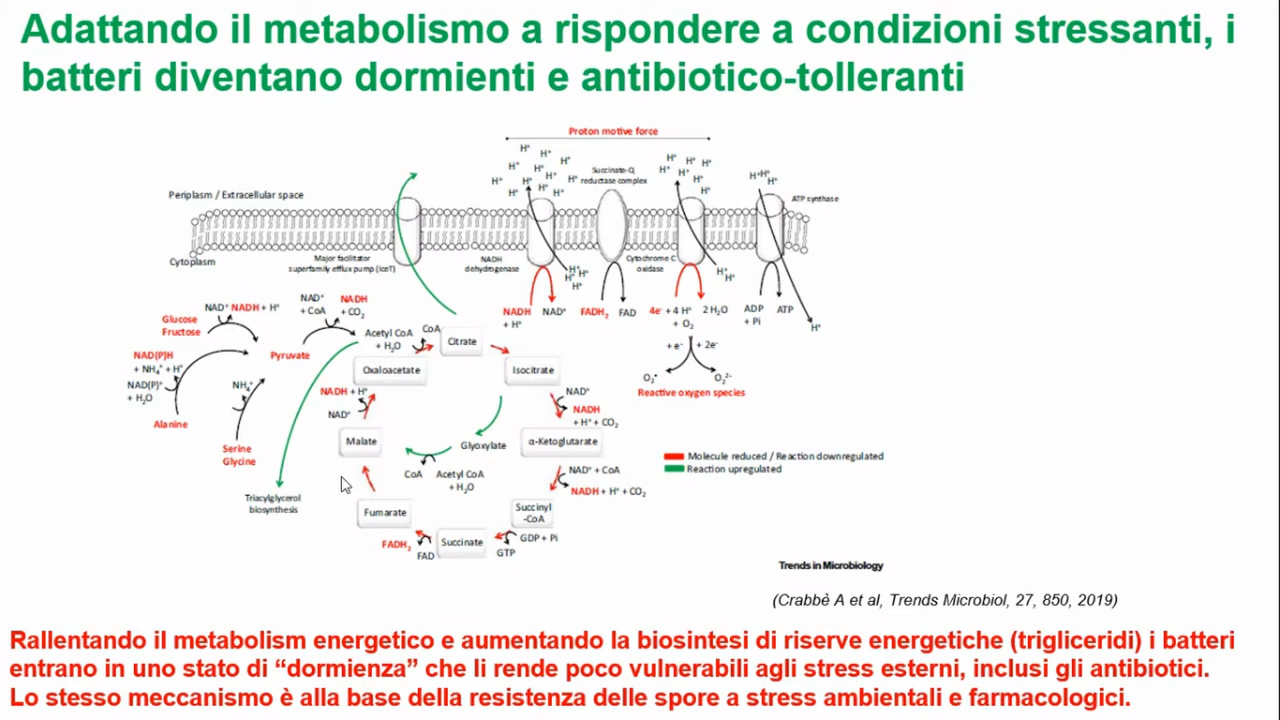 Adattando il metabolismo a rispondere a condizioni stressanti, i
batteri diventano dormienti e antibiotico-tolleranti
Proton motive force
H⁺ H⁺ H⁺ H⁺ H⁺ H⁺ H⁺ H⁺ H⁺ H⁺ H⁺ H⁺
Succinate-Q
reductase complex
H⁺ H⁺ H⁺ H⁺ H⁺ H⁺ H⁺
H⁺H⁺ H⁺
ATP synthase
Periplasm / Extracellular space
Cytoplasm
Major facilitator
superfamily efflux pump (IceT)
NADH
dehydrogenase
H⁺ H⁺ H⁺ H⁺
Cytochrome C
oxidase
H⁺ H⁺
NADH
+ H⁺
NAD⁺
FADH₂
FAD
4e⁻ + 4 H⁺
+ O₂
2 H₂O
ADP
+ Pi
ATP
H⁺
+ e⁻
+ 2e⁻
O₂•
O₂²⁻
Reactive oxygen species
Glucose
Fructose
NAD⁺ NADH + H⁺
NAD⁺
+ CoA
NADH
+ CO₂
Pyruvate
NAD(P)H
+ NH₄⁺ + H⁺
NAD(P)⁺
+ H₂O
Alanine
NH₄⁺
Serine
Glycine
Acetyl CoA
+ H₂O
CoA
Citrate
Oxaloacetate
Isocitrate
NADH + H⁺
NAD⁺
NAD⁺
NADH
+ H⁺ + CO₂
Malate
Glyoxylate
α-Ketoglutarate
CoA
Acetyl CoA
+ H₂O
NAD⁺ + CoA
NADH + H⁺ + CO₂
Triacylglycerol
biosynthesis
Fumarate
Succinyl
-CoA
FADH₂
FAD
Succinate
GTP
GDP + Pi
Molecule reduced / Reaction downregulated
Reaction upregulated
Trends in Microbiology
(Crabbè A et al, Trends Microbiol, 27, 850, 2019)
Rallentando il metabolism energetico e aumentando la biosintesi di riserve energetiche (trigliceridi) i batteri
entrano in uno stato di “dormienza” che li rende poco vulnerabili agli stress esterni, inclusi gli antibiotici.
Lo stesso meccanismo è alla base della resistenza delle spore a stress ambientali e farmacologici.